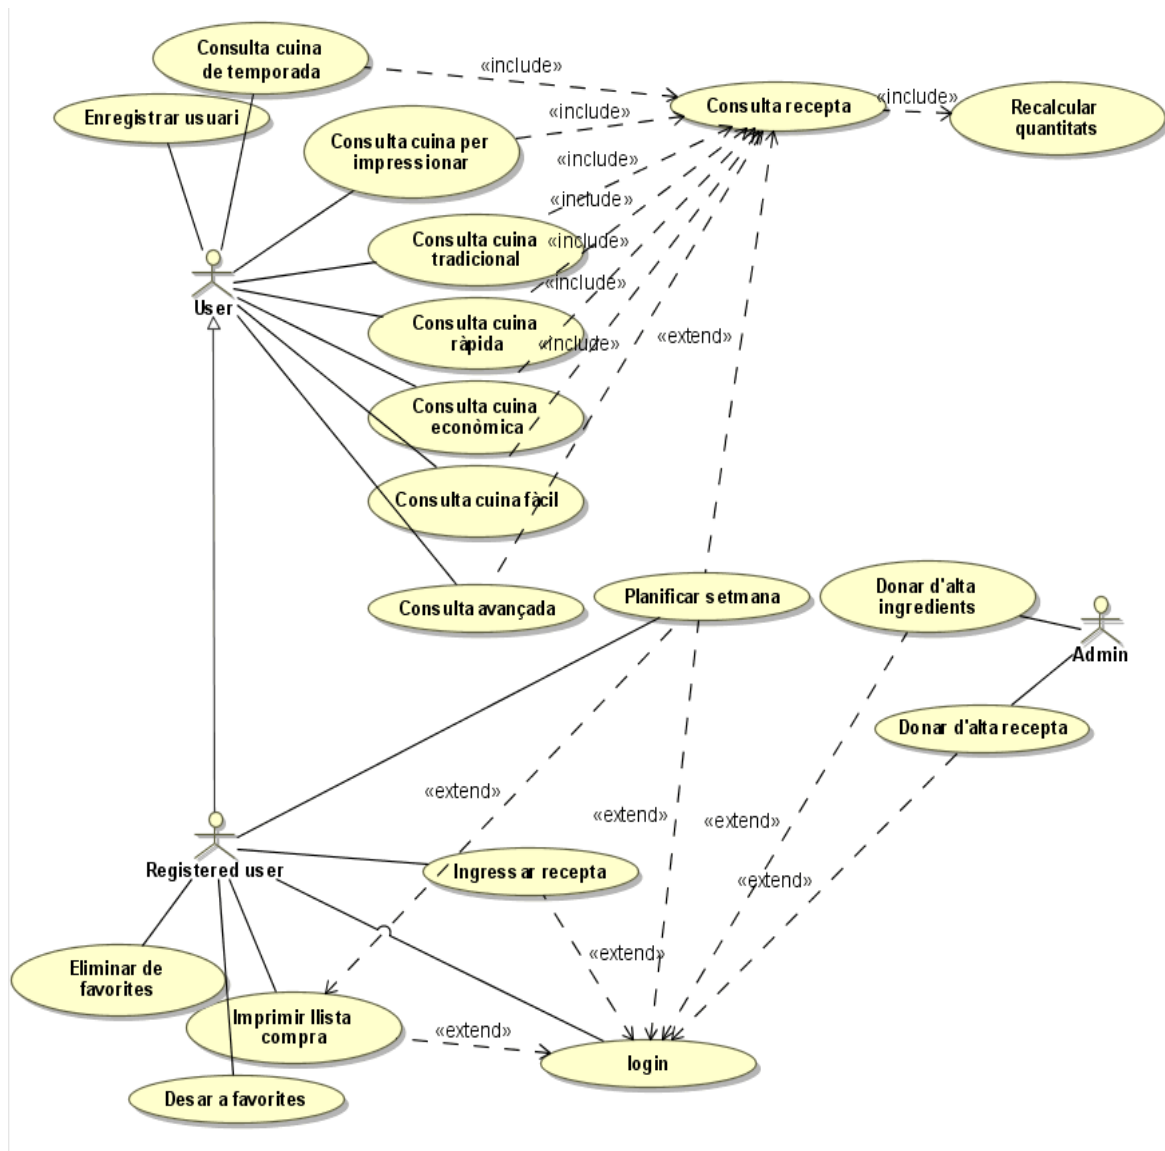 Consulta cuina
de temporada
«include»
Enregistrar usuari
Consulta recepta
«include»
Recalcular
quantitats
Consulta cuina per
impressionar
«include»
«include»
«include»
Consulta cuina
tradicional
«include»
«include»
User
Consulta cuina
ràpida
«include»
«extend»
Consulta cuina
econòmica
Consulta cuina fàcil
Consulta avançada
Planificar setmana
Donar d'alta
ingredients
Admin
Donar d'alta recepta
«extend»
«extend»
«extend»
Registered user
Ingressar recepta
«extend»
«extend»
Eliminar de
favorites
Imprimir llista
compra
«extend»
login
Desar a favorites